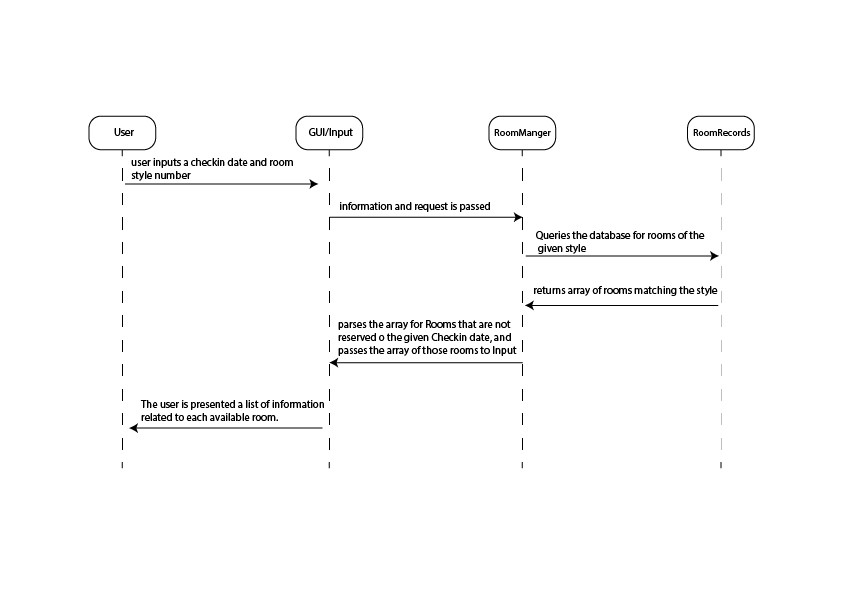 User
GUI/Input
RoomManger
RoomRecords
user inputs a checkin date and room
style number
information and request is passed
Queries the database for rooms of the
given style
returns array of rooms matching the style
parses the array for Rooms that are not
reserved o the given Checkin date, and
passes the array of those rooms to Input
The user is presented a list of information
related to each available room.